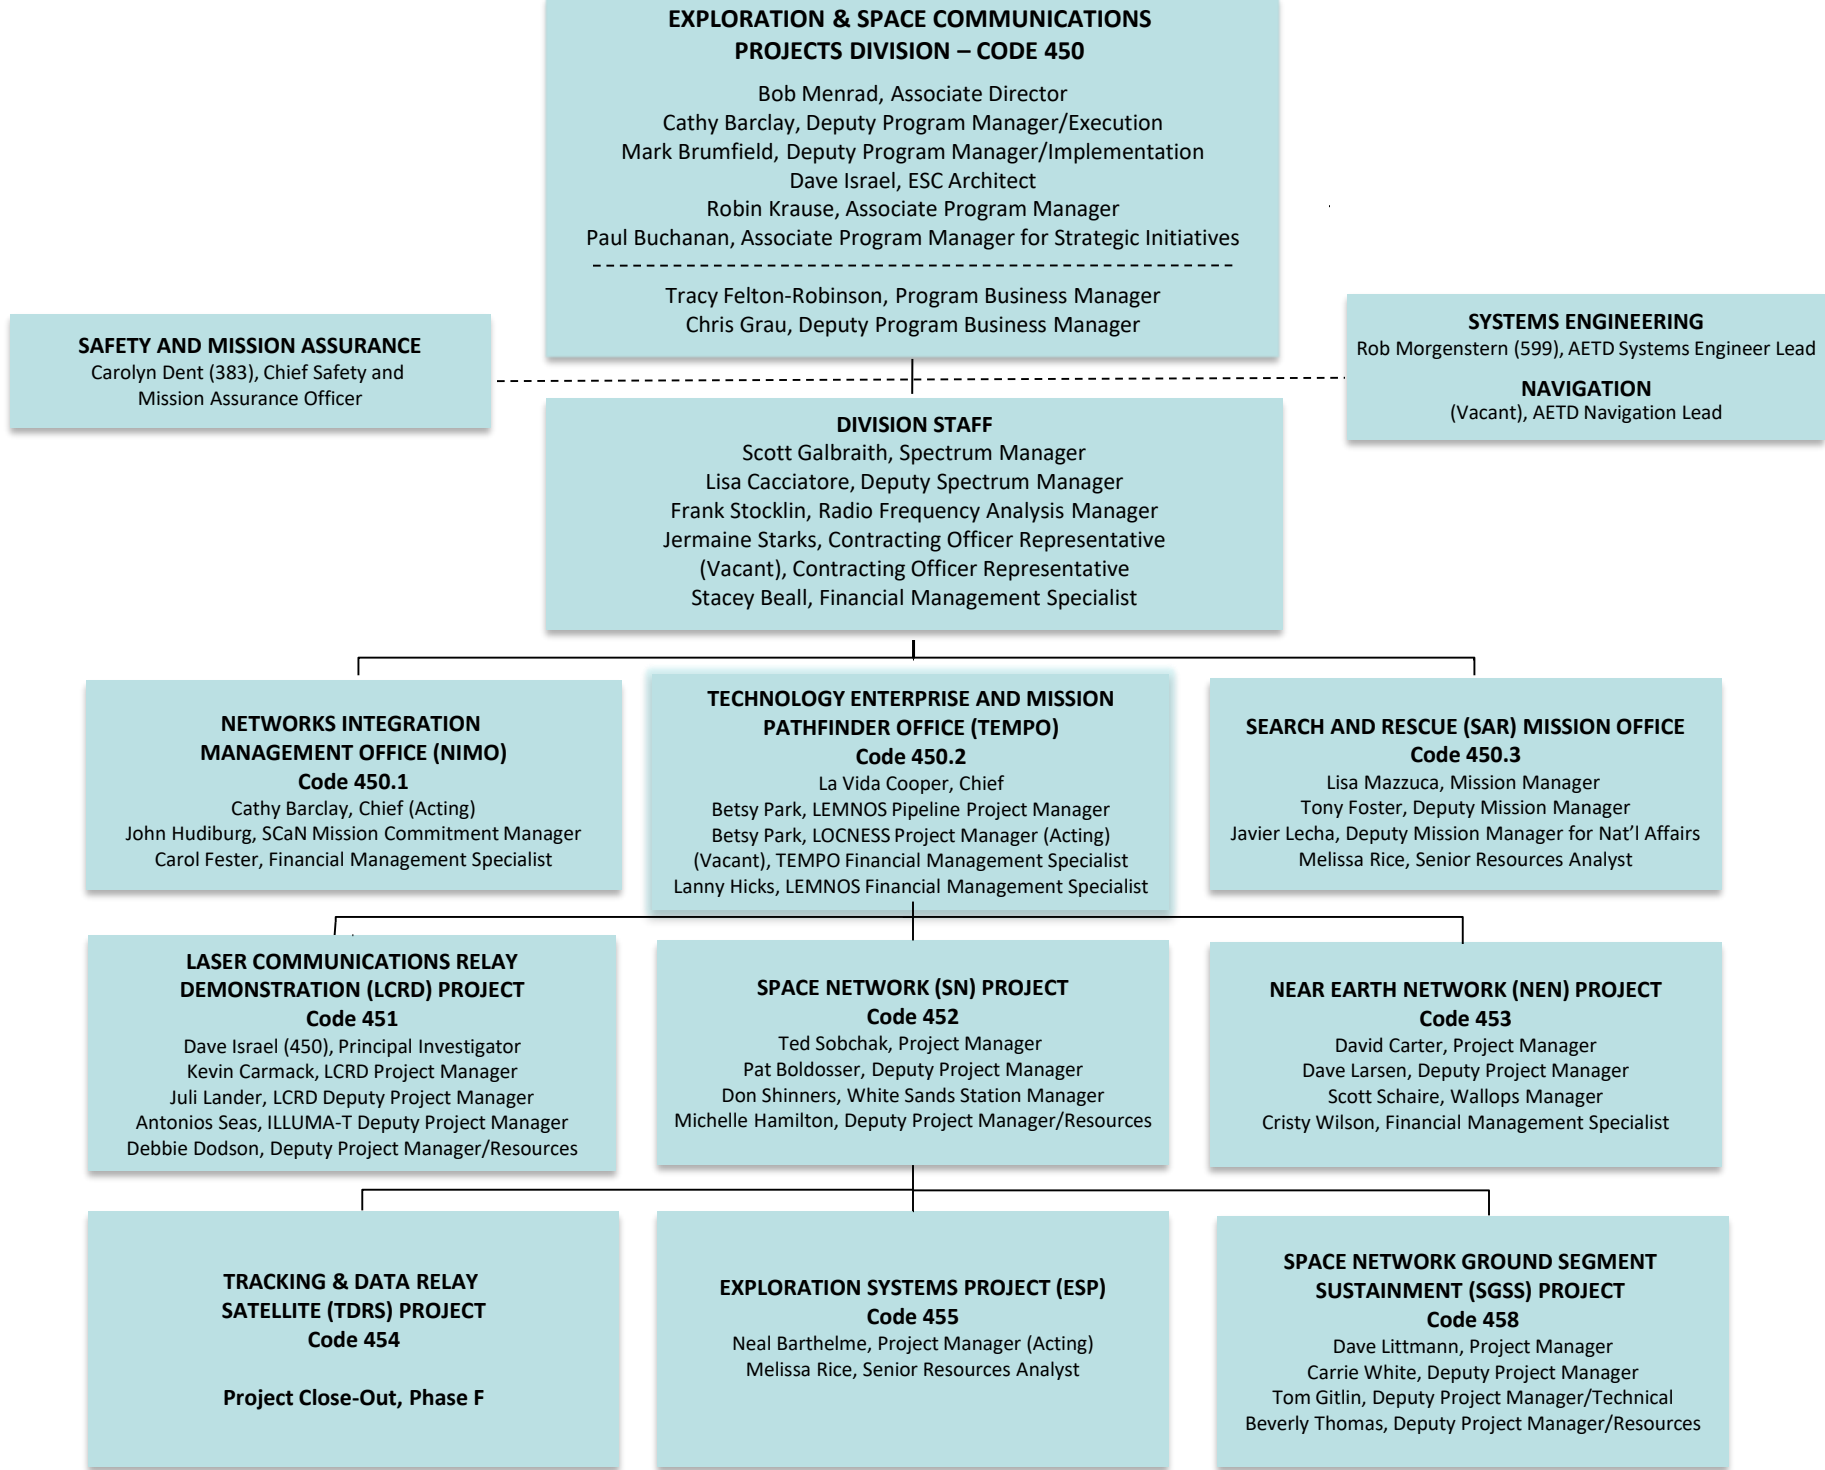 EXPLORATION & SPACE COMMUNICATIONS
PROJECTS DIVISION – CODE 450
Bob Menrad, Associate Director
Cathy Barclay, Deputy Program Manager/Execution
Mark Brumfield, Deputy Program Manager/Implementation
Dave Israel, ESC Architect
Robin Krause, Associate Program Manager
Paul Buchanan, Associate Program Manager for Strategic Initiatives
Tracy Felton-Robinson, Program Business Manager
Chris Grau, Deputy Program Business Manager
SAFETY AND MISSION ASSURANCE
Carolyn Dent (383), Chief Safety and
Mission Assurance Officer
SYSTEMS ENGINEERING
Rob Morgenstern (599), AETD Systems Engineer Lead
NAVIGATION
(Vacant), AETD Navigation Lead
DIVISION STAFF
Scott Galbraith, Spectrum Manager
Lisa Cacciatore, Deputy Spectrum Manager
Frank Stocklin, Radio Frequency Analysis Manager
Jermaine Starks, Contracting Officer Representative
(Vacant), Contracting Officer Representative
Stacey Beall, Financial Management Specialist
NETWORKS INTEGRATION
MANAGEMENT OFFICE (NIMO)
Code 450.1
Cathy Barclay, Chief (Acting)
John Hudiburg, SCaN Mission Commitment Manager
Carol Fester, Financial Management Specialist
TECHNOLOGY ENTERPRISE AND MISSION
PATHFINDER OFFICE (TEMPO)
Code 450.2
La Vida Cooper, Chief
Betsy Park, LEMNOS Pipeline Project Manager
Betsy Park, LOCNESS Project Manager (Acting)
(Vacant), TEMPO Financial Management Specialist
Lanny Hicks, LEMNOS Financial Management Specialist
SEARCH AND RESCUE (SAR) MISSION OFFICE
Code 450.3
Lisa Mazzuca, Mission Manager
Tony Foster, Deputy Mission Manager
Javier Lecha, Deputy Mission Manager for Nat’l Affairs
Melissa Rice, Senior Resources Analyst
LASER COMMUNICATIONS RELAY
DEMONSTRATION (LCRD) PROJECT
Code 451
Dave Israel (450), Principal Investigator
Kevin Carmack, LCRD Project Manager
Juli Lander, LCRD Deputy Project Manager
Antonios Seas, ILLUMA-T Deputy Project Manager
Debbie Dodson, Deputy Project Manager/Resources
SPACE NETWORK (SN) PROJECT
Code 452
Ted Sobchak, Project Manager
Pat Boldosser, Deputy Project Manager
Don Shinners, White Sands Station Manager
Michelle Hamilton, Deputy Project Manager/Resources
NEAR EARTH NETWORK (NEN) PROJECT
Code 453
David Carter, Project Manager
Dave Larsen, Deputy Project Manager
Scott Schaire, Wallops Manager
Cristy Wilson, Financial Management Specialist
TRACKING & DATA RELAY
SATELLITE (TDRS) PROJECT
Code 454
Project Close-Out, Phase F
EXPLORATION SYSTEMS PROJECT (ESP)
Code 455
Neal Barthelme, Project Manager (Acting)
Melissa Rice, Senior Resources Analyst
SPACE NETWORK GROUND SEGMENT
SUSTAINMENT (SGSS) PROJECT
Code 458
Dave Littmann, Project Manager
Carrie White, Deputy Project Manager
Tom Gitlin, Deputy Project Manager/Technical
Beverly Thomas, Deputy Project Manager/Resources